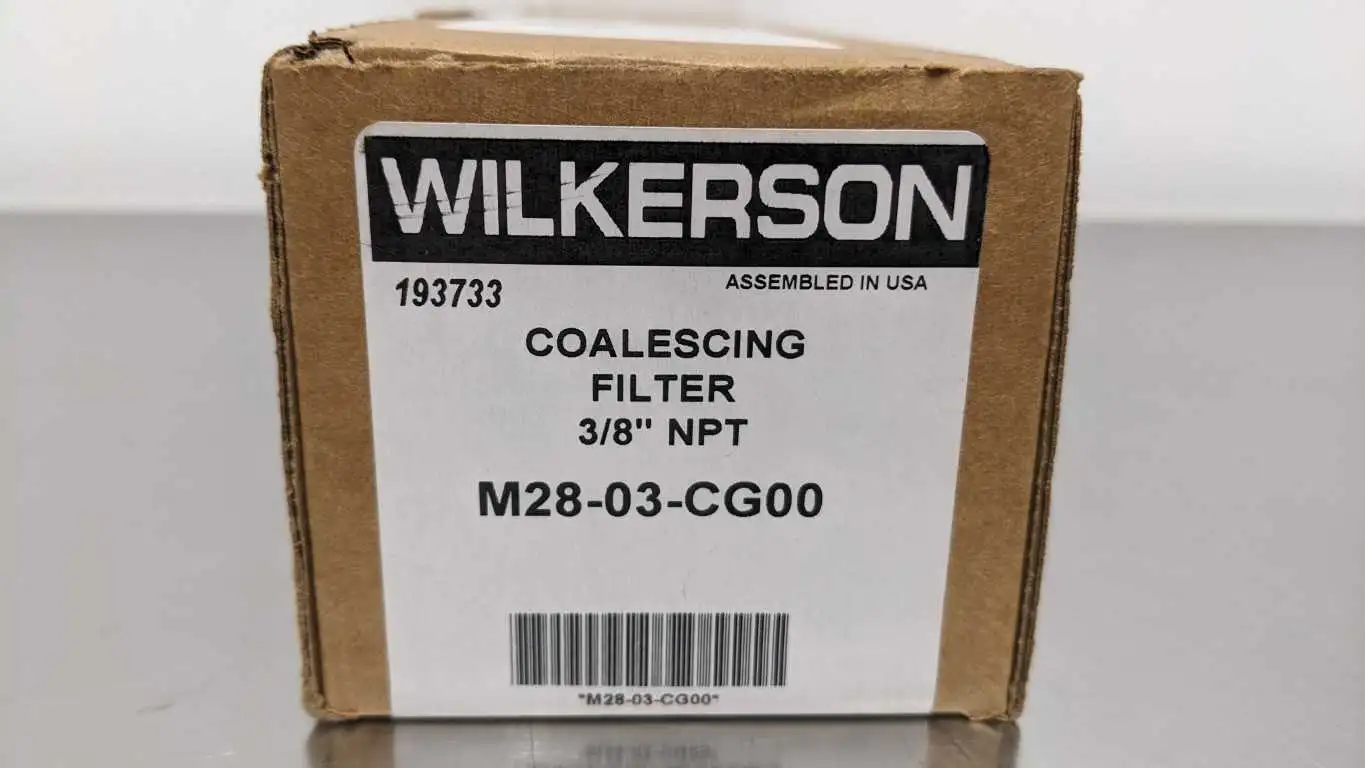 WILKERSON
193733
ASSEMBLED IN USA
COALESCING
FILTER
3/8" NPT
M28-03-CG00
"M28-03-CG00"